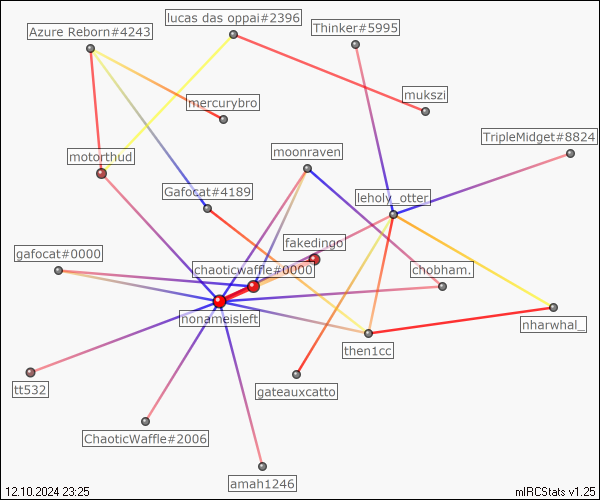 lucas das oppai#2396
Azure Reborn#4243
Thinker#5995
mukszi
mercurybro
TripleMidget#8824
motorthud
moonraven
Gafocat#4189
leholy_otter
fakedingo
gafocat#0000
chaoticwaffle#0000
chobham.
nonameisleft
nharwhal_
then1cc
tt532
gateauxcatto
ChaoticWaffle#2006
amah1246
12.10.2024 23:25
mIRCStats v1.25